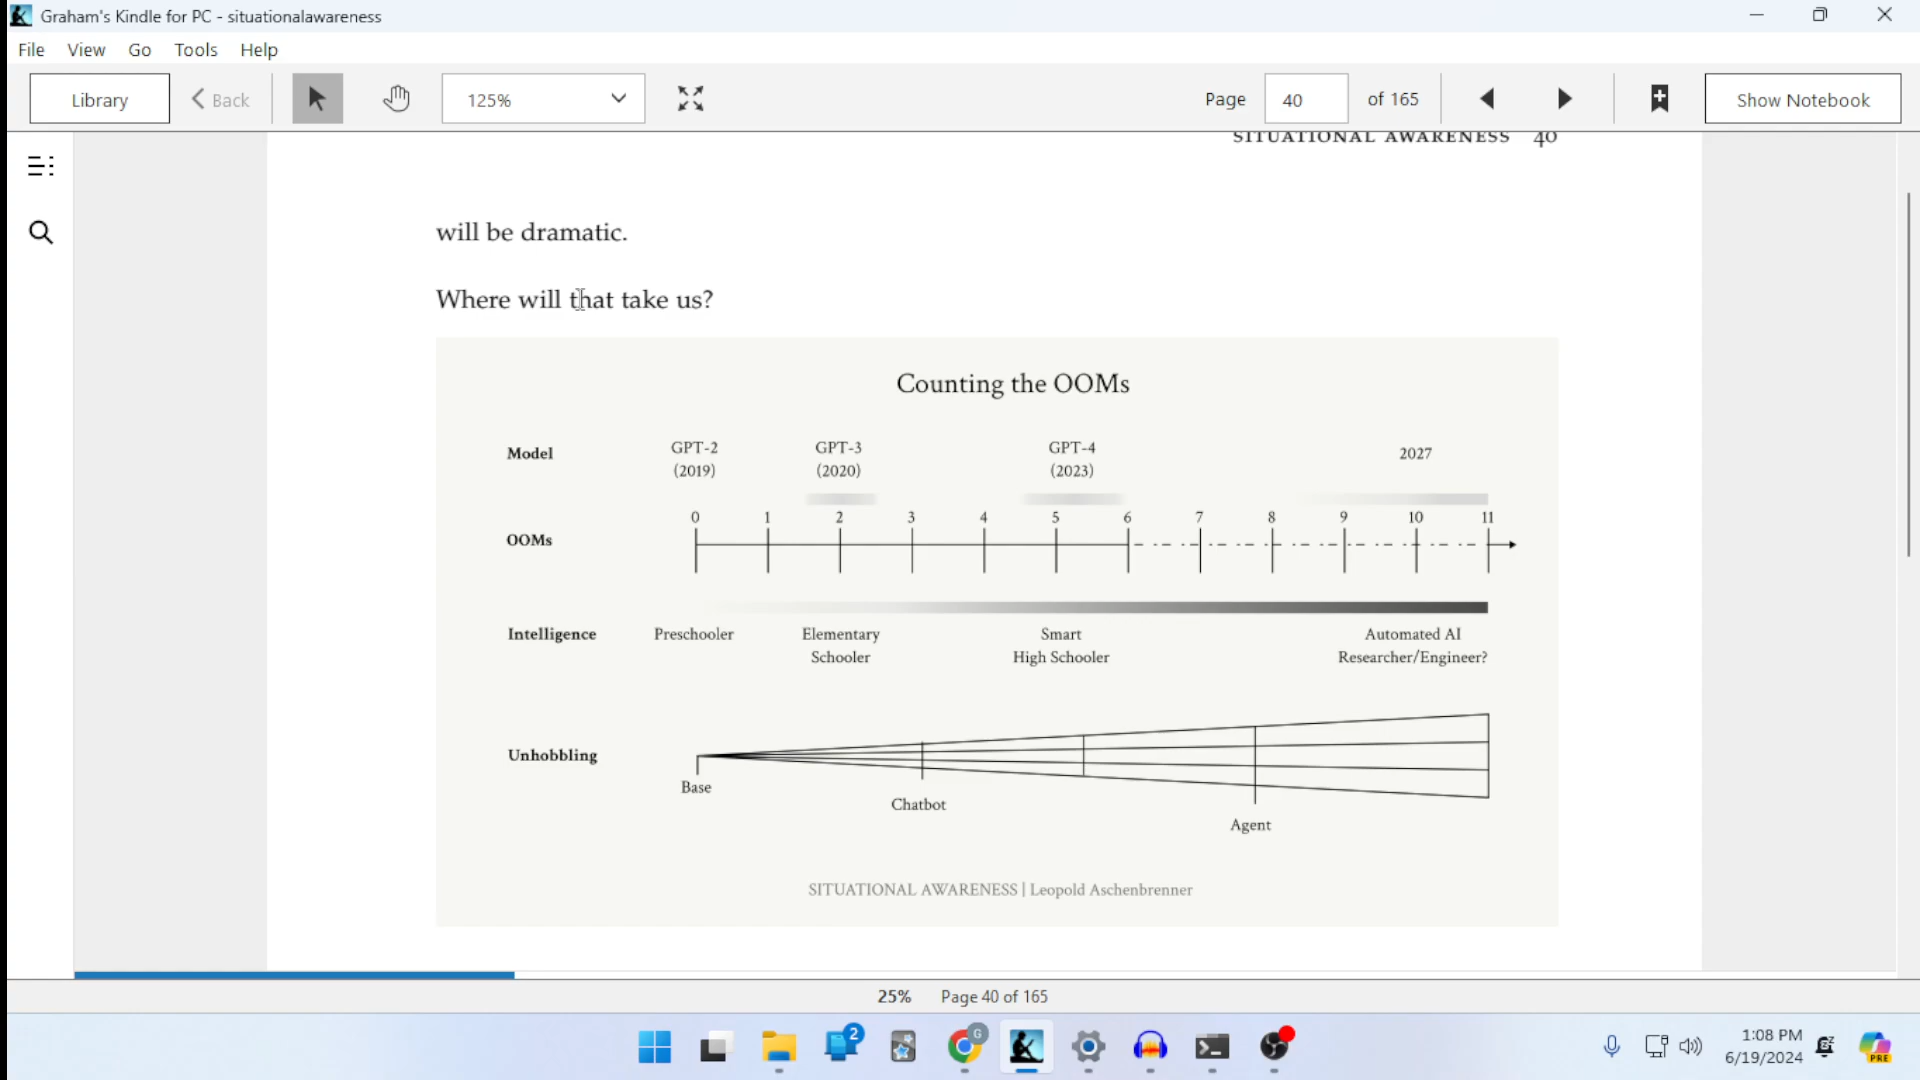 Graham's Kindle for PC - situationalawareness
File View Go Tools Help
Library Back 125% Page 40 of 165 Show Notebook
SITUATIONAL AWARENESS 40
will be dramatic.
Where will that take us?
Counting the OOMs
Model GPT-2 (2019) GPT-3 (2020) GPT-4 (2023) 2027
0 1 2 3 4 5 6 7 8 9 10 11
OOMs
Intelligence Preschooler Elementary Schooler Smart High Schooler Automated AI Researcher/Engineer?
Unhobbling
Base
Chatbot
Agent
SITUATIONAL AWARENESS | Leopold Aschenbrenner
25% Page 40 of 165
2
G
1:08 PM
6/19/2024
PRE